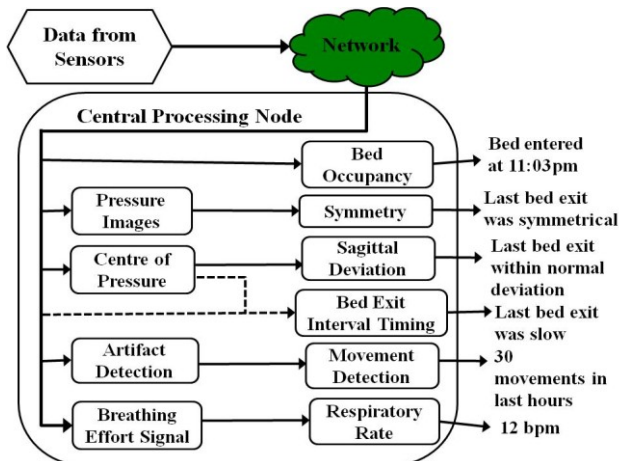 Data from
Sensors
Network
Central Processing Node
Bed
Occupancy
Bed entered
at 11:03pm
Pressure
Images
Symmetry
Last bed exit
was symmetrical
Centre of
Pressure
Sagittal
Deviation
Last bed exit
within normal
deviation
Bed Exit
Interval Timing
Last bed exit
was slow
Artifact
Detection
Movement
Detection
30
movements in
last hours
Breathing
Effort Signal
Respiratory
Rate
12 bpm